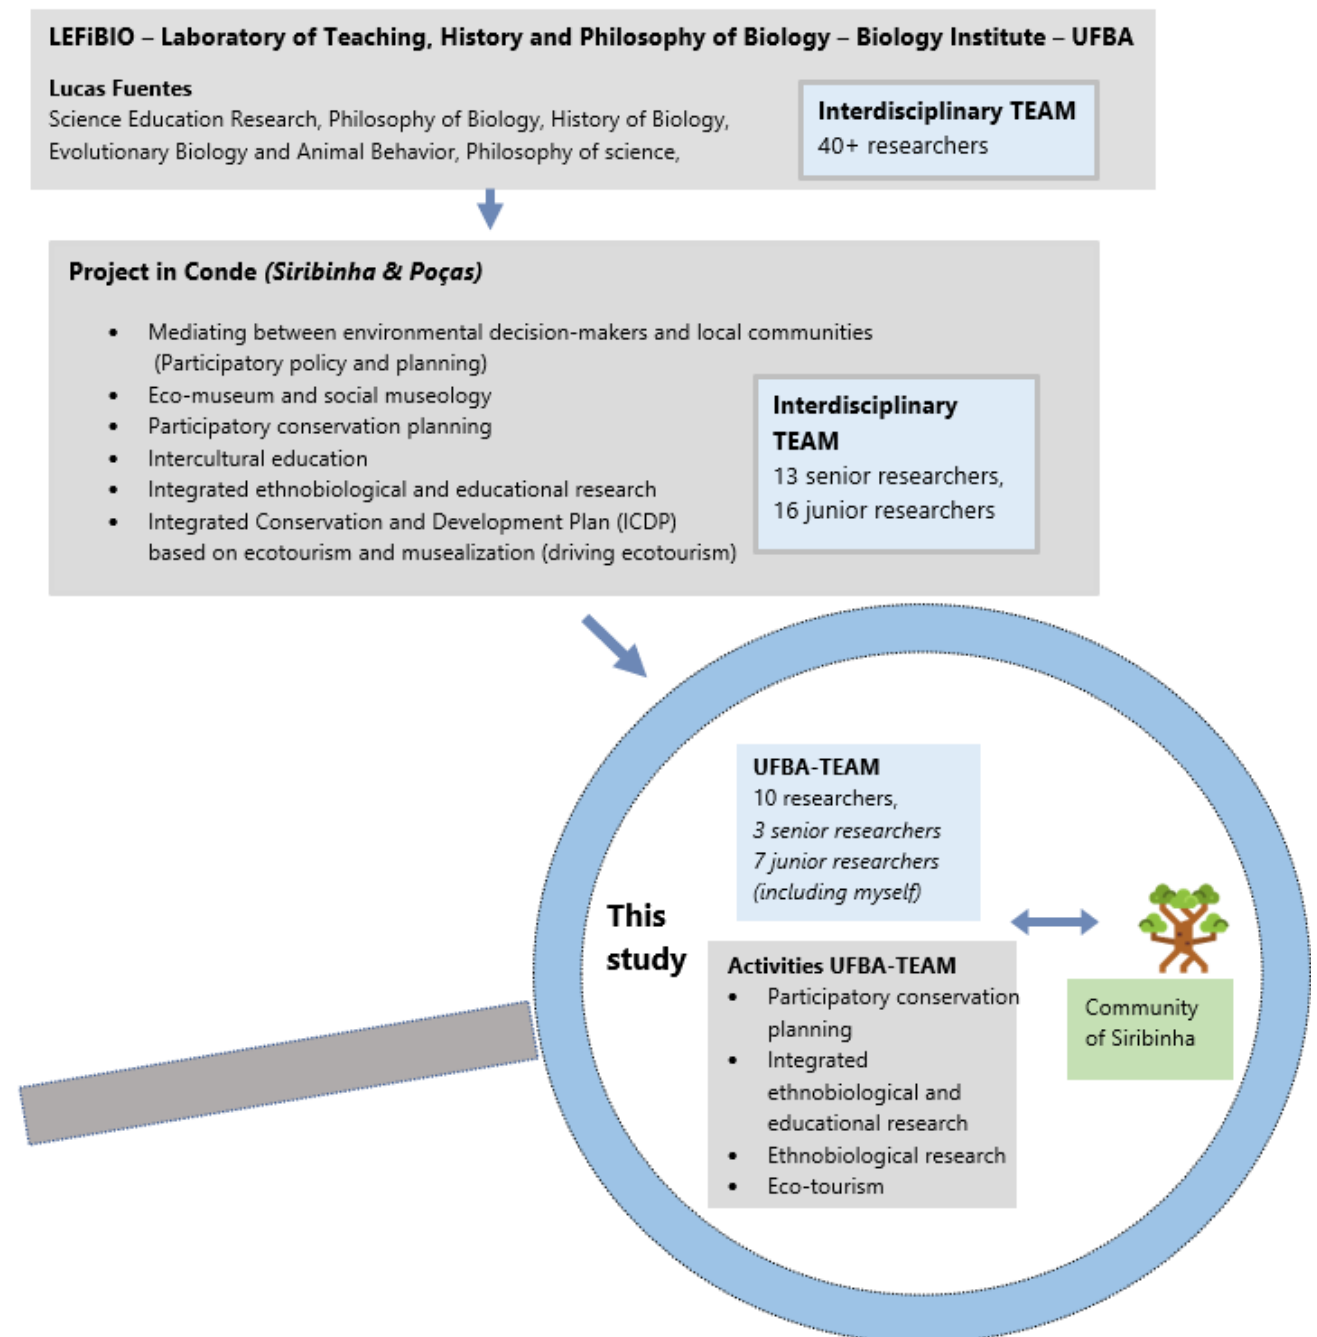 LEFiBIO – Laboratory of Teaching, History and Philosophy of Biology – Biology Institute – UFBA
Lucas Fuentes
Science Education Research, Philosophy of Biology, History of Biology,
Evolutionary Biology and Animal Behavior, Philosophy of science,
Interdisciplinary TEAM
40+ researchers
Project in Conde (Siribinha & Poças)
• Mediating between environmental decision-makers and local communities
(Participatory policy and planning)
• Eco-museum and social museology
• Participatory conservation planning
• Intercultural education
• Integrated ethnobiological and educational research
• Integrated Conservation and Development Plan (ICDP)
based on ecotourism and musealization (driving ecotourism)
Interdisciplinary
TEAM
13 senior researchers,
16 junior researchers
This
study
UFBA-TEAM
10 researchers,
3 senior researchers
7 junior researchers
(including myself)
Activities UFBA-TEAM
• Participatory conservation
planning
• Integrated
ethnobiological and
educational research
• Ethnobiological research
• Eco-tourism
Community
of Siribinha